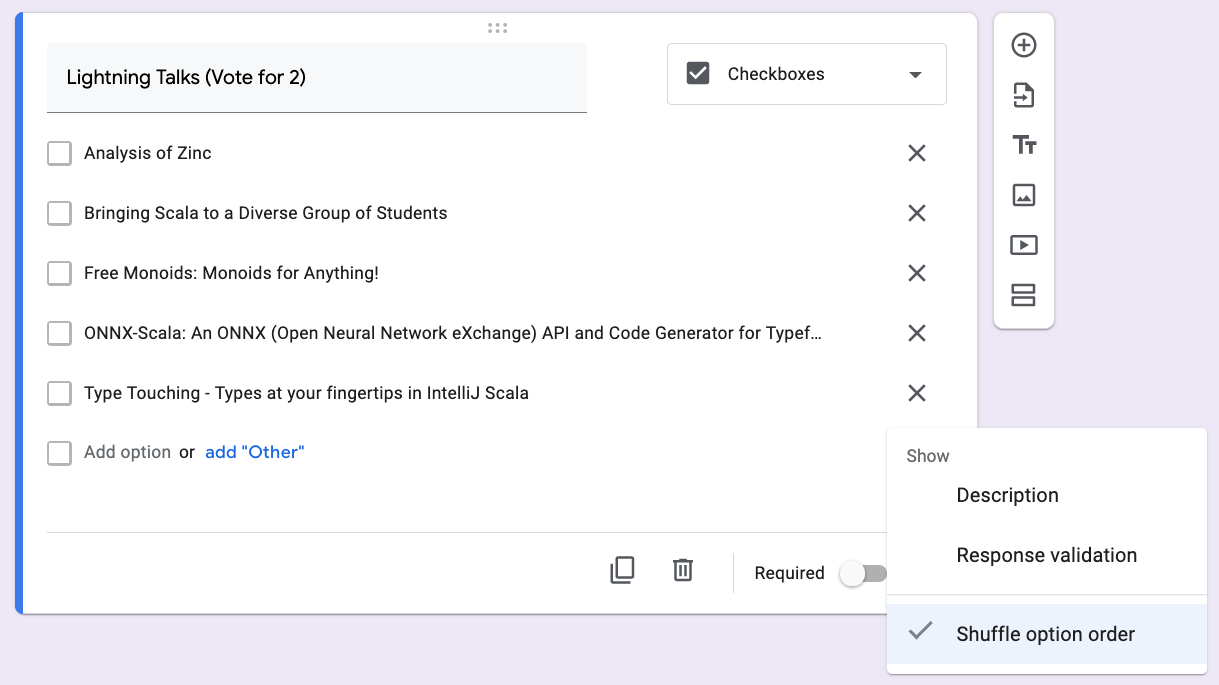 Lightning Talks (Vote for 2)
Checkboxes
Analysis of Zinc
Bringing Scala to a Diverse Group of Students
Free Monoids: Monoids for Anything!
ONNX-Scala: An ONNX (Open Neural Network eXchange) API and Code Generator for Typef...
Type Touching - Types at your fingertips in IntelliJ Scala
Add option or add "Other"
Required
Show
Description
Response validation
Shuffle option order